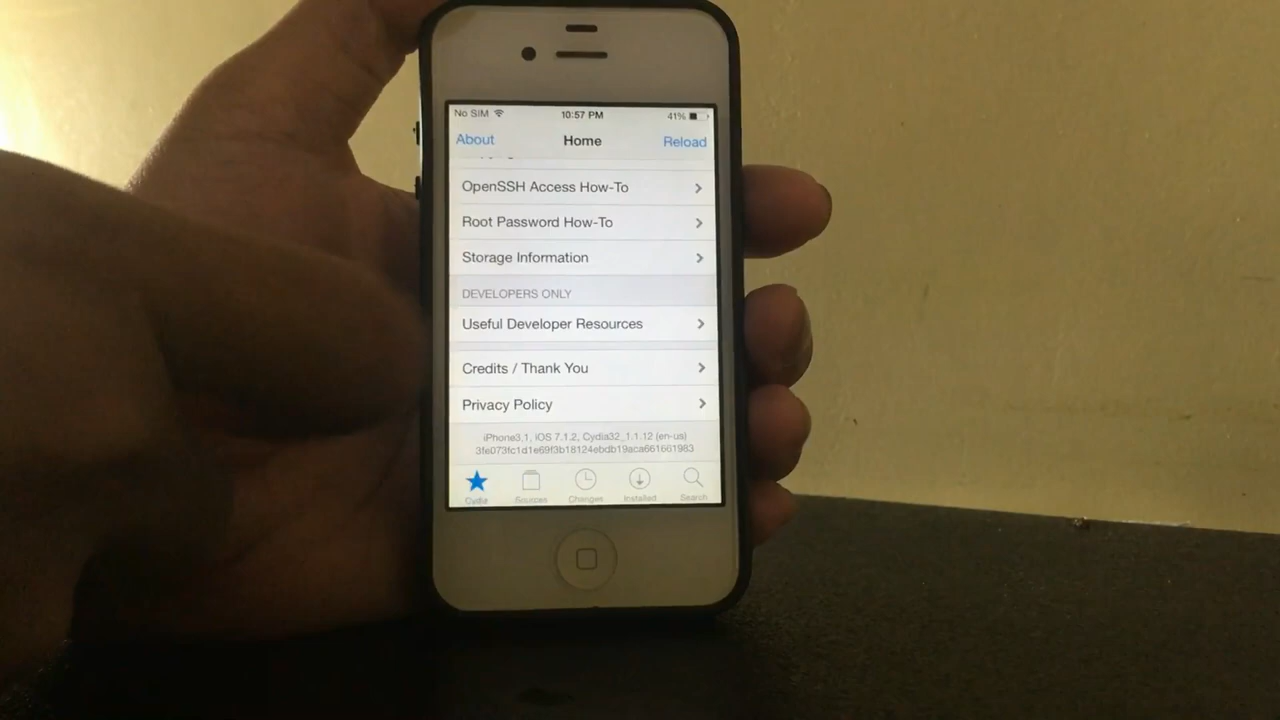 No SIM 10:57 PM 41%
About Home Reload
OpenSSH Access How-To
Root Password How-To
Storage Information
DEVELOPERS ONLY
Useful Developer Resources
Credits / Thank You
Privacy Policy
iPhone3,1, iOS 7.1.2, Cydia32_1.1.12 (en-us)
3fe073fc1d1e69f3b18124ebdb19aca661661983
Cydia Sources Changes Installed Search